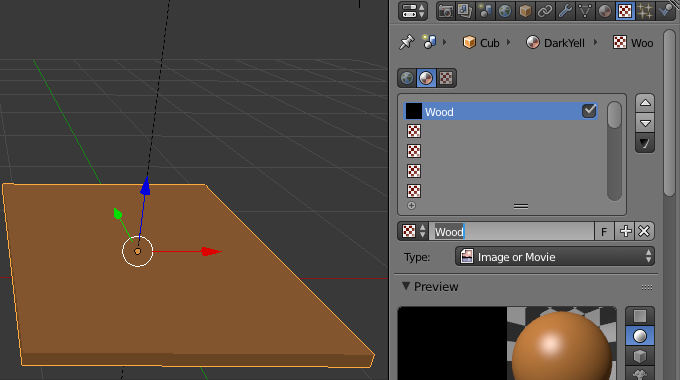 Cub DarkYell Woo
Wood
Wood F
Type: Image or Movie
Preview